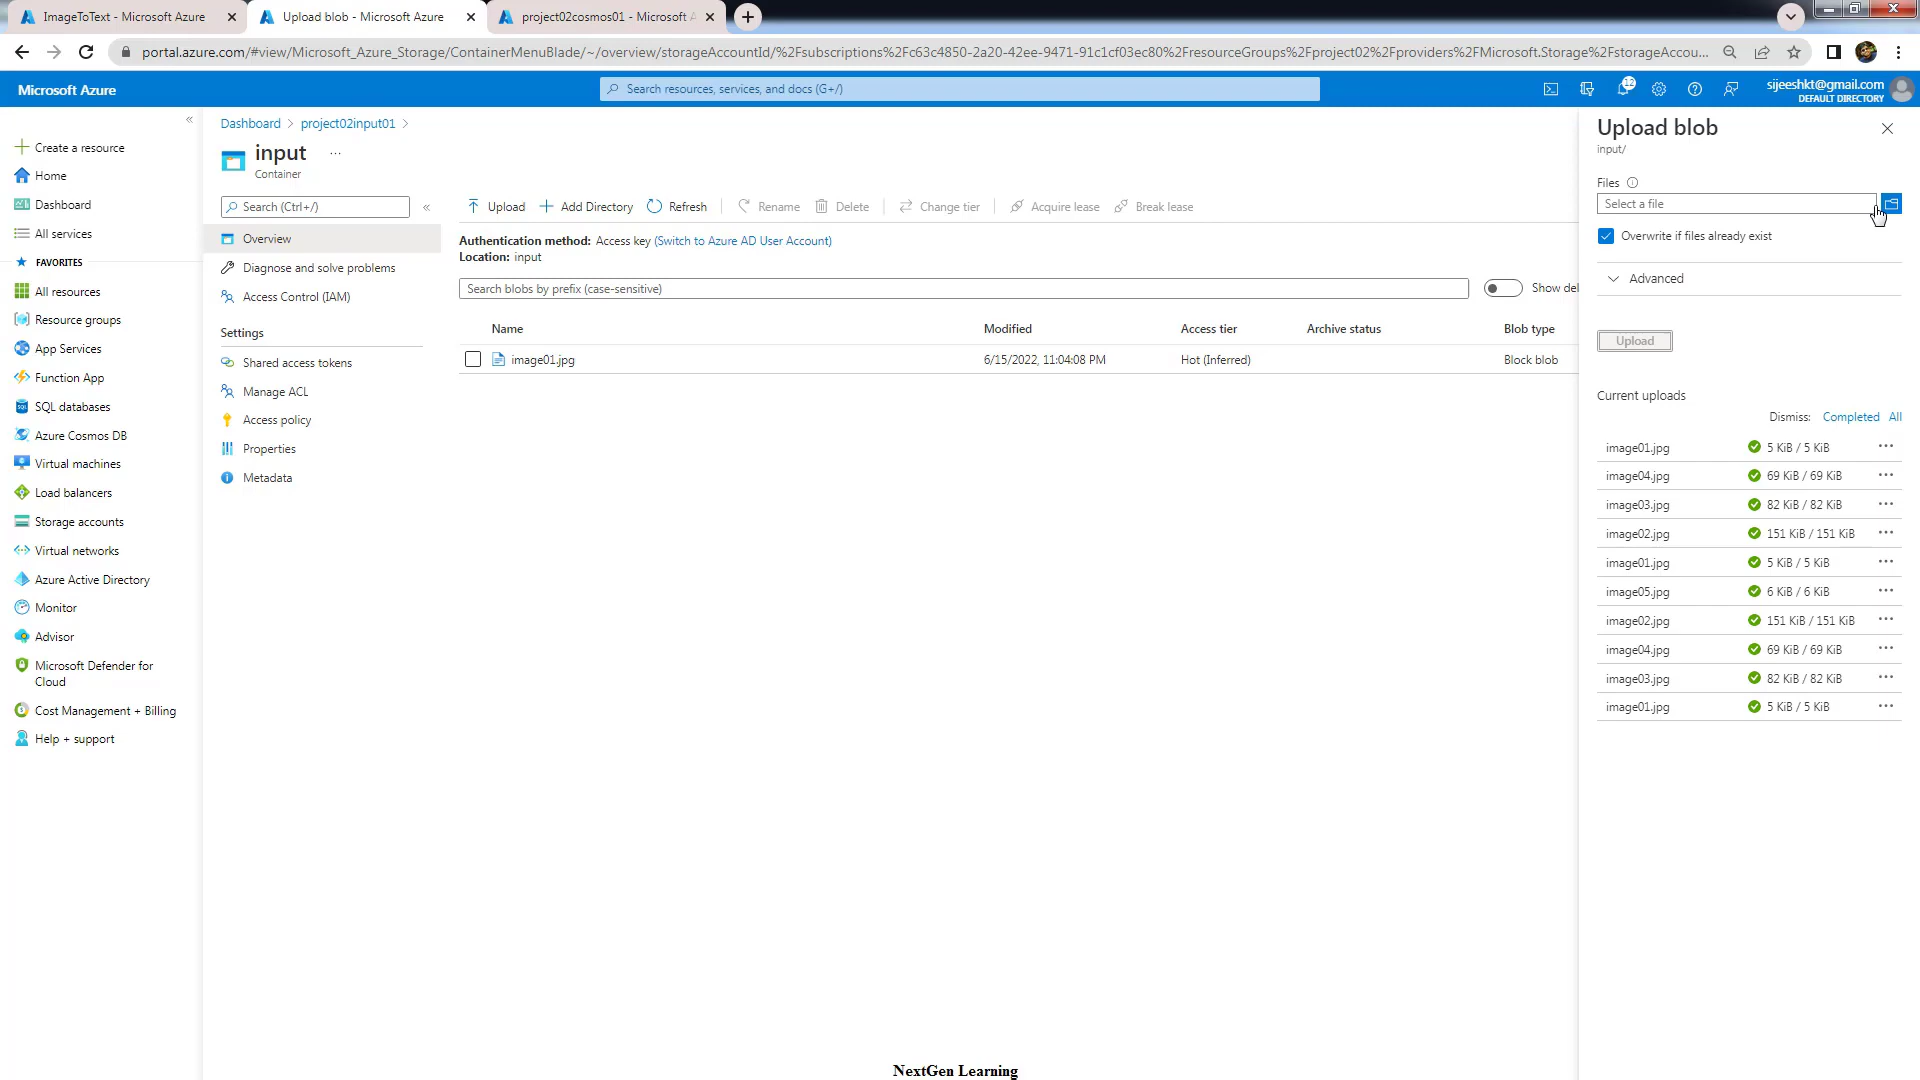 ImageToText - Microsoft Azure
Upload blob - Microsoft Azure
project02cosmos01 - Microsoft A
portal.azure.com/#view/Microsoft_Azure_Storage/ContainerMenuBlade/~/overview/storageAccountId/%2Fsubscriptions%2Fc63c4850-2a20-42ee-9471-91c1cf03ec80%2FresourceGroups%2Fproject02%2Fproviders%2FMicrosoft.Storage%2FstorageAccou...
Microsoft Azure
Search resources, services, and docs (G+/)
12
sijeeshkt@gmail.com
DEFAULT DIRECTORY
Create a resource
Home
Dashboard
All services
FAVORITES
All resources
Resource groups
App Services
Function App
SQL databases
Azure Cosmos DB
Virtual machines
Load balancers
Storage accounts
Virtual networks
Azure Active Directory
Monitor
Advisor
Microsoft Defender for
Cloud
Cost Management + Billing
Help + support
Dashboard > project02input01 >
input ...
Container
Search (Ctrl+/)
Overview
Diagnose and solve problems
Access Control (IAM)
Settings
Shared access tokens
Manage ACL
Access policy
Properties
Metadata
Upload Add Directory Refresh Rename Delete Change tier Acquire lease Break lease
Authentication method: Access key (Switch to Azure AD User Account)
Location: input
Search blobs by prefix (case-sensitive)
Show del
Name Modified Access tier Archive status Blob type
image01.jpg 6/15/2022, 11:04:08 PM Hot (Inferred) Block blob
Upload blob
input/
Files
Select a file
Overwrite if files already exist
Advanced
Upload
Current uploads
Dismiss: Completed All
image01.jpg 5 KiB / 5 KiB ...
image04.jpg 69 KiB / 69 KiB ...
image03.jpg 82 KiB / 82 KiB ...
image02.jpg 151 KiB / 151 KiB ...
image01.jpg 5 KiB / 5 KiB ...
image05.jpg 6 KiB / 6 KiB ...
image02.jpg 151 KiB / 151 KiB ...
image04.jpg 69 KiB / 69 KiB ...
image03.jpg 82 KiB / 82 KiB ...
image01.jpg 5 KiB / 5 KiB ...
NextGen Learning